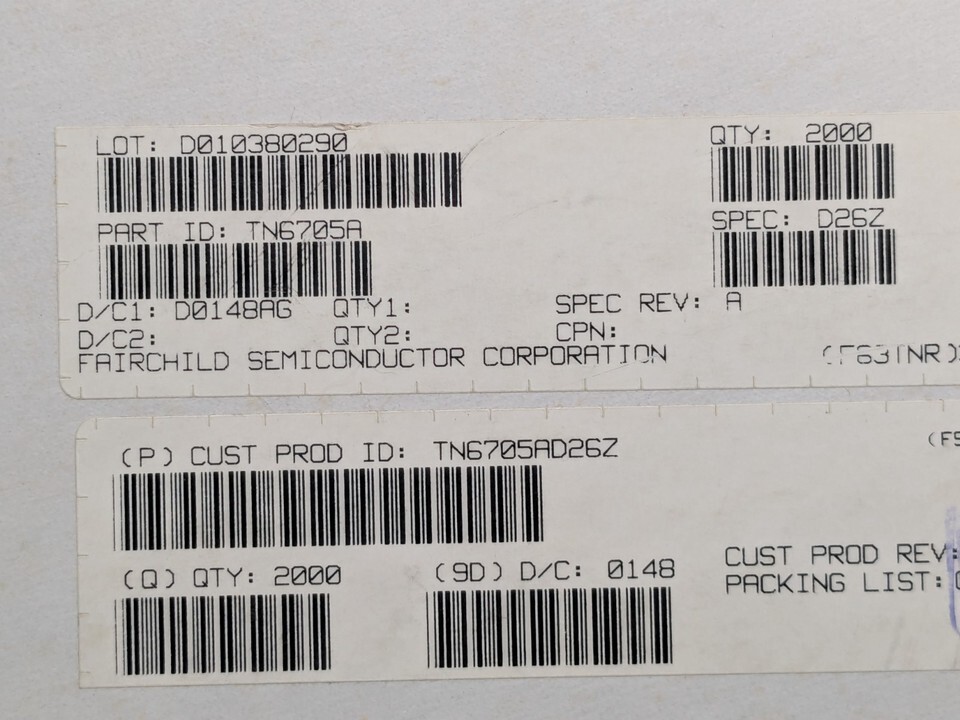 LOT: D010380290
QTY: 2000
PART ID: TN6705A
SPEC: D26Z
D/C1: D0148AG QTY1: SPEC REV: A
D/C2: QTY2: CPN:
FAIRCHILD SEMICONDUCTOR CORPORATION
(P) CUST PROD ID: TN6705AD26Z
(Q) QTY: 2000 (9D) D/C: 0148
CUST PROD REV:
PACKING LIST: